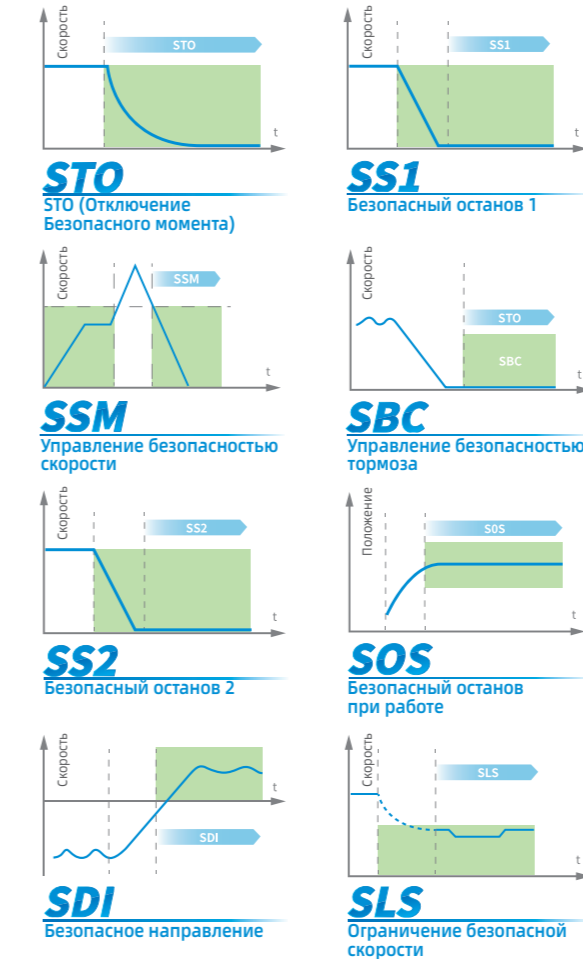 Скорость
STO
t
STO
STO (Отключение
Безопасного момента)
Скорость
SS1
t
SS1
Безопасный останов 1
Скорость
SSM
t
SSM
Управление безопасностью
скорости
Скорость
STO
SBC
t
SBC
Управление безопасностью
тормоза
Скорость
SS2
t
SS2
Безопасный останов 2
Положение
S0S
t
SOS
Безопасный останов
при работе
Скорость
t
SDI
SDI
Безопасное направление
Скорость
SLS
t
SLS
Ограничение безопасной
скорости